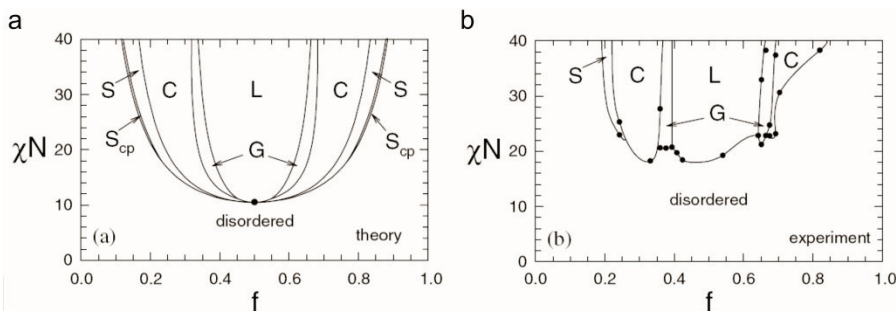 a
40
30
χN
20
10
0
S
C
L
C
S
S_cp
S_cp
G
disordered
(a)
theory
0.0 0.2 0.4 0.6 0.8 1.0
f
b
40
30
χN
20
10
0
S
C
L
C
G
disordered
(b)
experiment
0.0 0.2 0.4 0.6 0.8 1.0
f